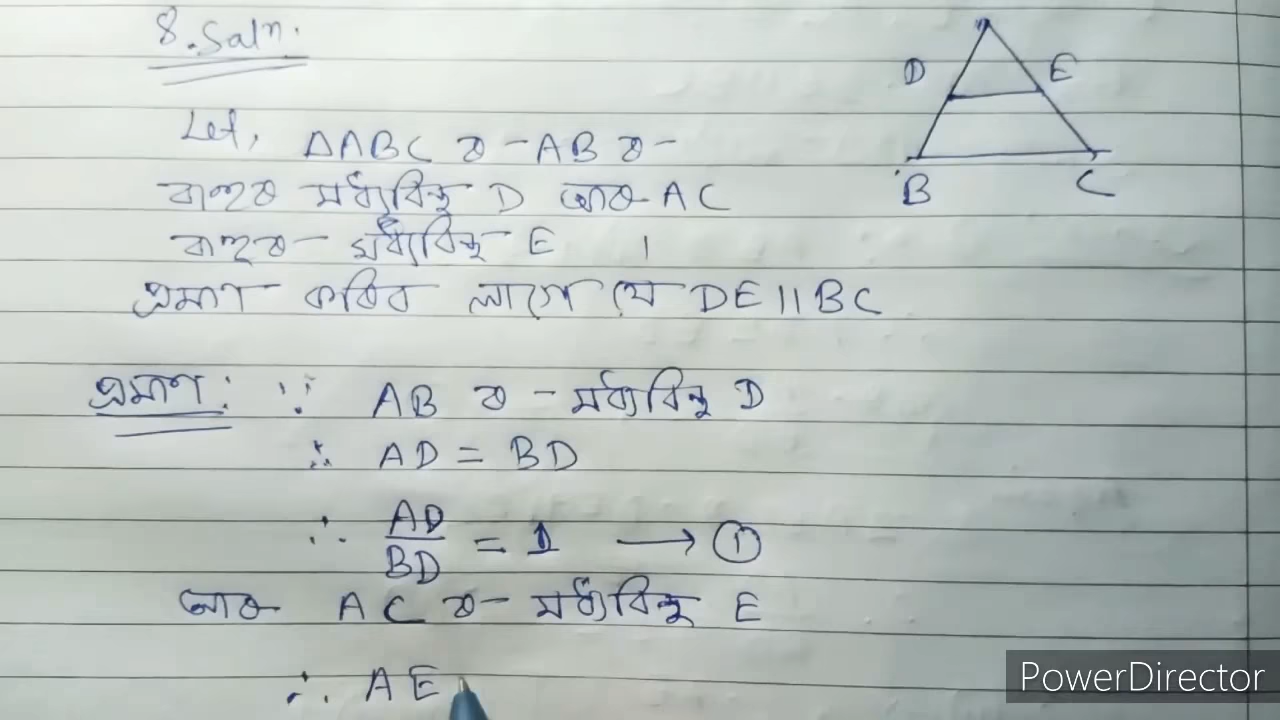 8. Soln.
D E
B C
Let, ΔABC ৰ AB ৰ
বাহুৰ মধ্যবিন্দু D আৰু AC
বাহুৰ মধ্যবিন্দু E ।
প্ৰমাণ কৰিব লাগে যে DE||BC
প্ৰমাণ: ∵ AB ৰ মধ্যবিন্দু D
∴ AD = BD
∴ AD/BD = 1 → ①
আৰু AC ৰ মধ্যবিন্দু E
∴ AE
PowerDirector